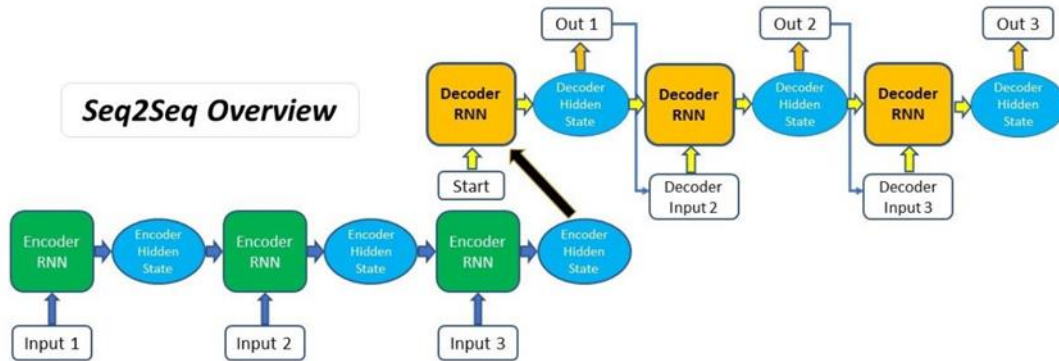 Seq2Seq Overview
Out 1
Out 2
Out 3
Decoder
RNN
Decoder
Hidden
State
Decoder
RNN
Decoder
Hidden
State
Decoder
RNN
Decoder
Hidden
State
Start
Decoder
Input 2
Decoder
Input 3
Encoder
RNN
Encoder
Hidden
State
Encoder
RNN
Encoder
Hidden
State
Encoder
RNN
Encoder
Hidden
State
Input 1
Input 2
Input 3